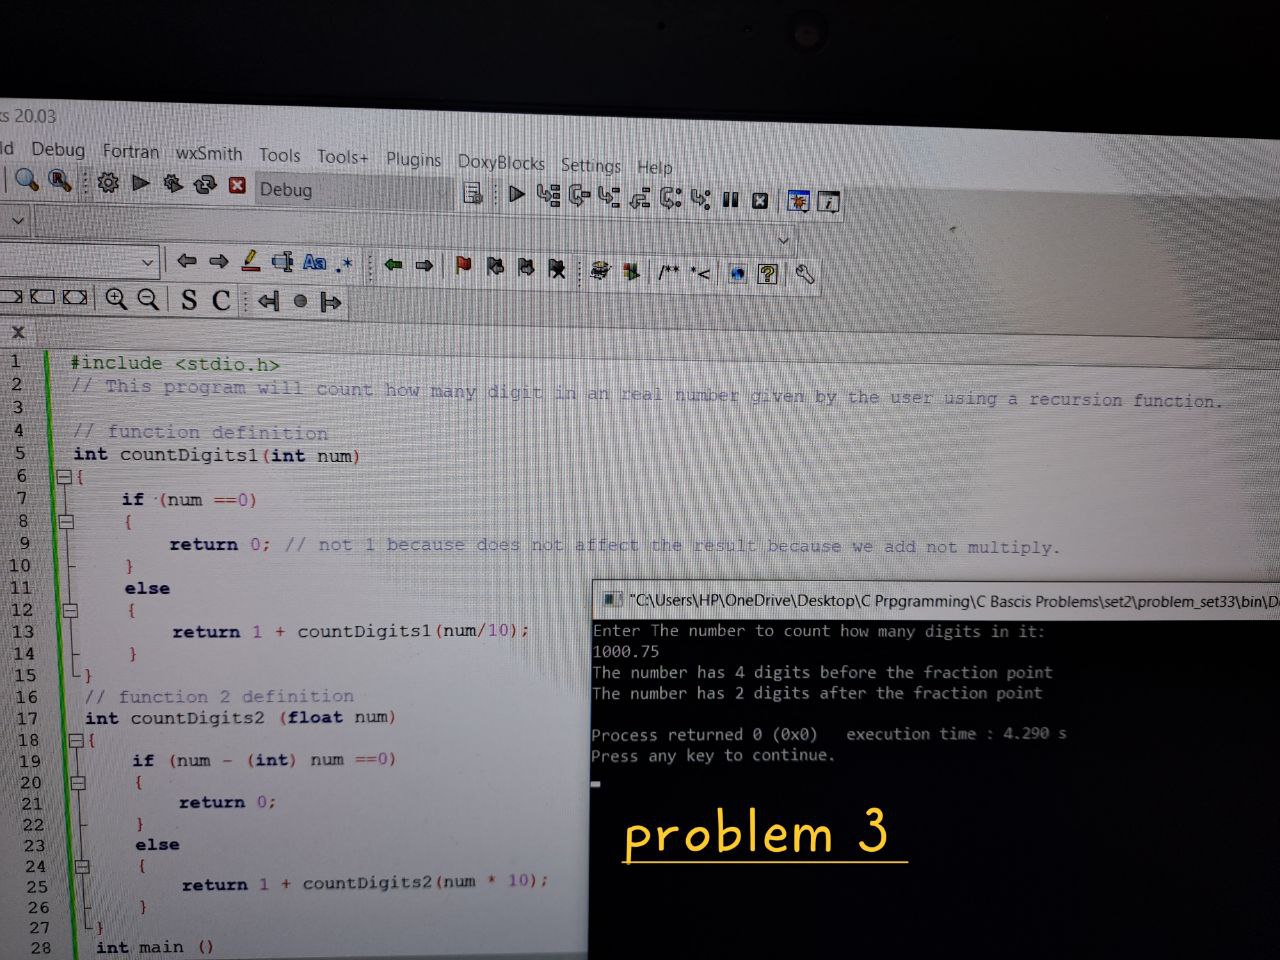 ks 20.03
ld Debug Fortran wxSmith Tools Tools+ Plugins DoxyBlocks Settings Help
Debug
Aa .*
/** *<
S C
1 #include <stdio.h>
2 // This program will count how many digit in an real number given by the user using a recursion function.
3
4 // function definition
5 int countDigits1(int num)
6 {
7 if (num ==0)
8 {
9 return 0; // not 1 because does not affect the result because we add not multiply.
10 }
11 else
12 {
13 return 1 + countDigits1(num/10);
14 }
15 }
16 // function 2 definition
17 int countDigits2 (float num)
18 {
19 if (num - (int) num ==0)
20 {
21 return 0;
22 }
23 else
24 {
25 return 1 + countDigits2(num * 10);
26 }
27 }
28 int main ()
"C:\Users\HP\OneDrive\Desktop\C Prpgramming\C Bascis Problems\set2\problem_set33\bin\D
Enter The number to count how many digits in it:
1000.75
The number has 4 digits before the fraction point
The number has 2 digits after the fraction point
Process returned 0 (0x0) execution time : 4.290 s
Press any key to continue.
problem 3